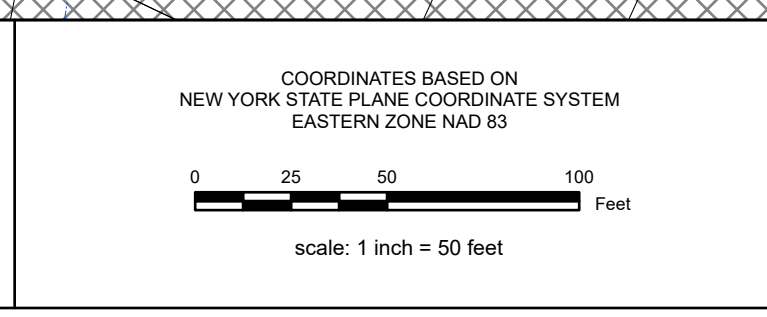 COORDINATES BASED ON
NEW YORK STATE PLANE COORDINATE SYSTEM
EASTERN ZONE NAD 83
0 25 50 100
Feet
scale: 1 inch = 50 feet